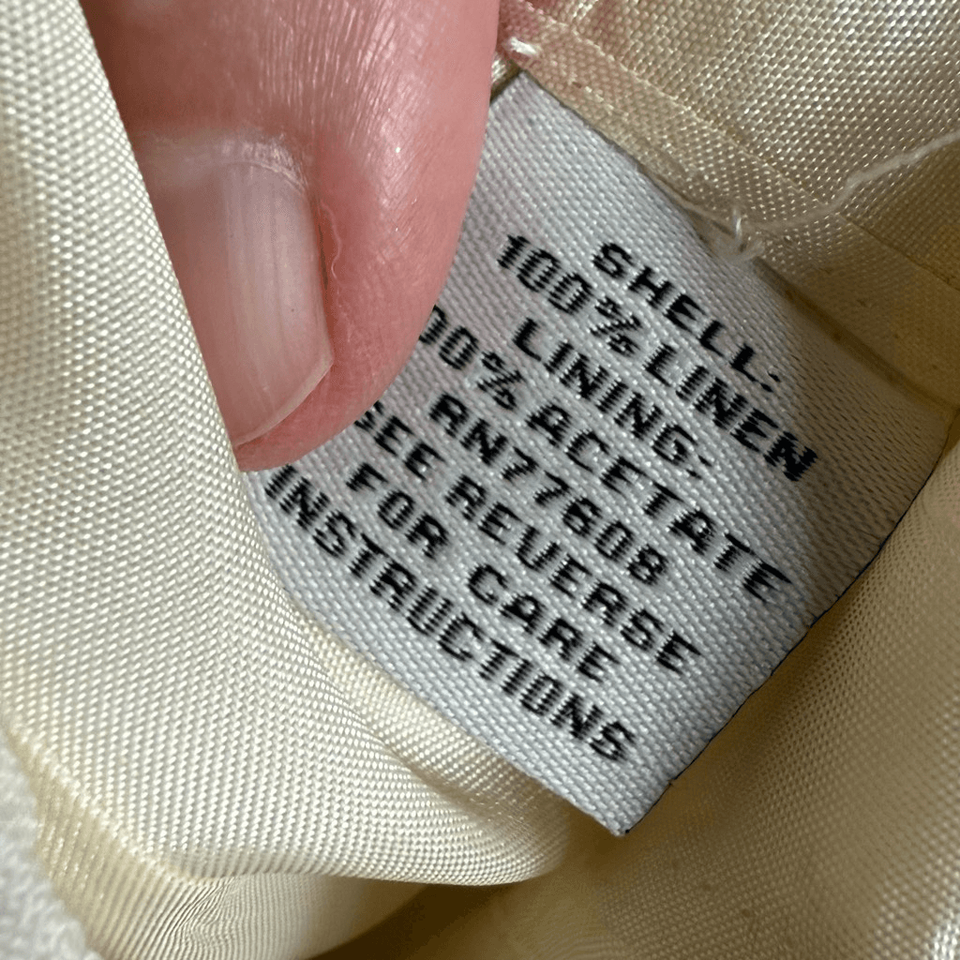 SHELL:
100% LINEN
LINING:
00% ACETATE
RN77608
SEE REVERSE
FOR CARE
INSTRUCTIONS